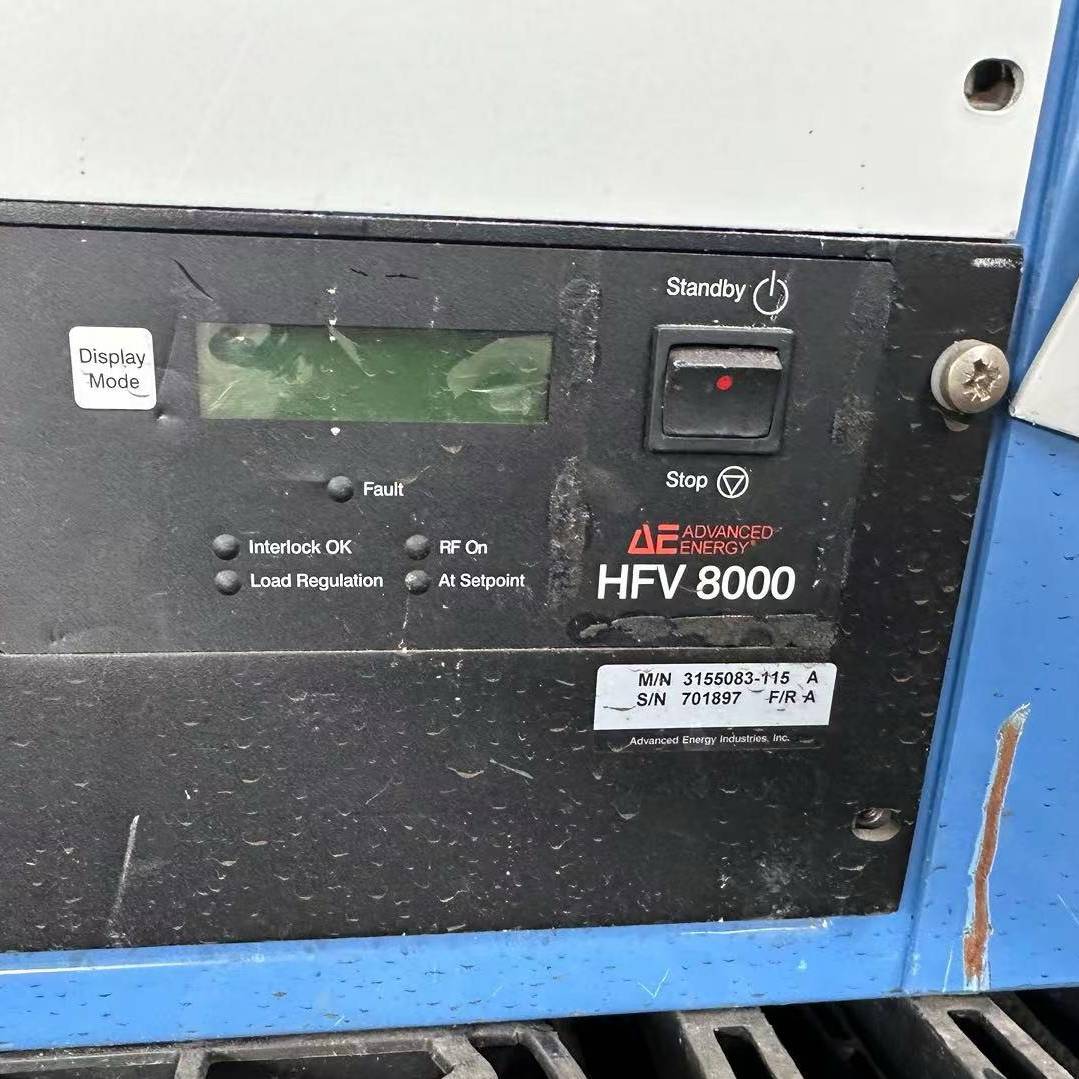 Standby
Display
Mode
Stop
Fault
Interlock OK
RF On
Load Regulation
At Setpoint
AE ADVANCED
ENERGY®
HFV 8000
M/N 3155083-115 A
S/N 701897 F/R A
Advanced Energy Industries, Inc.